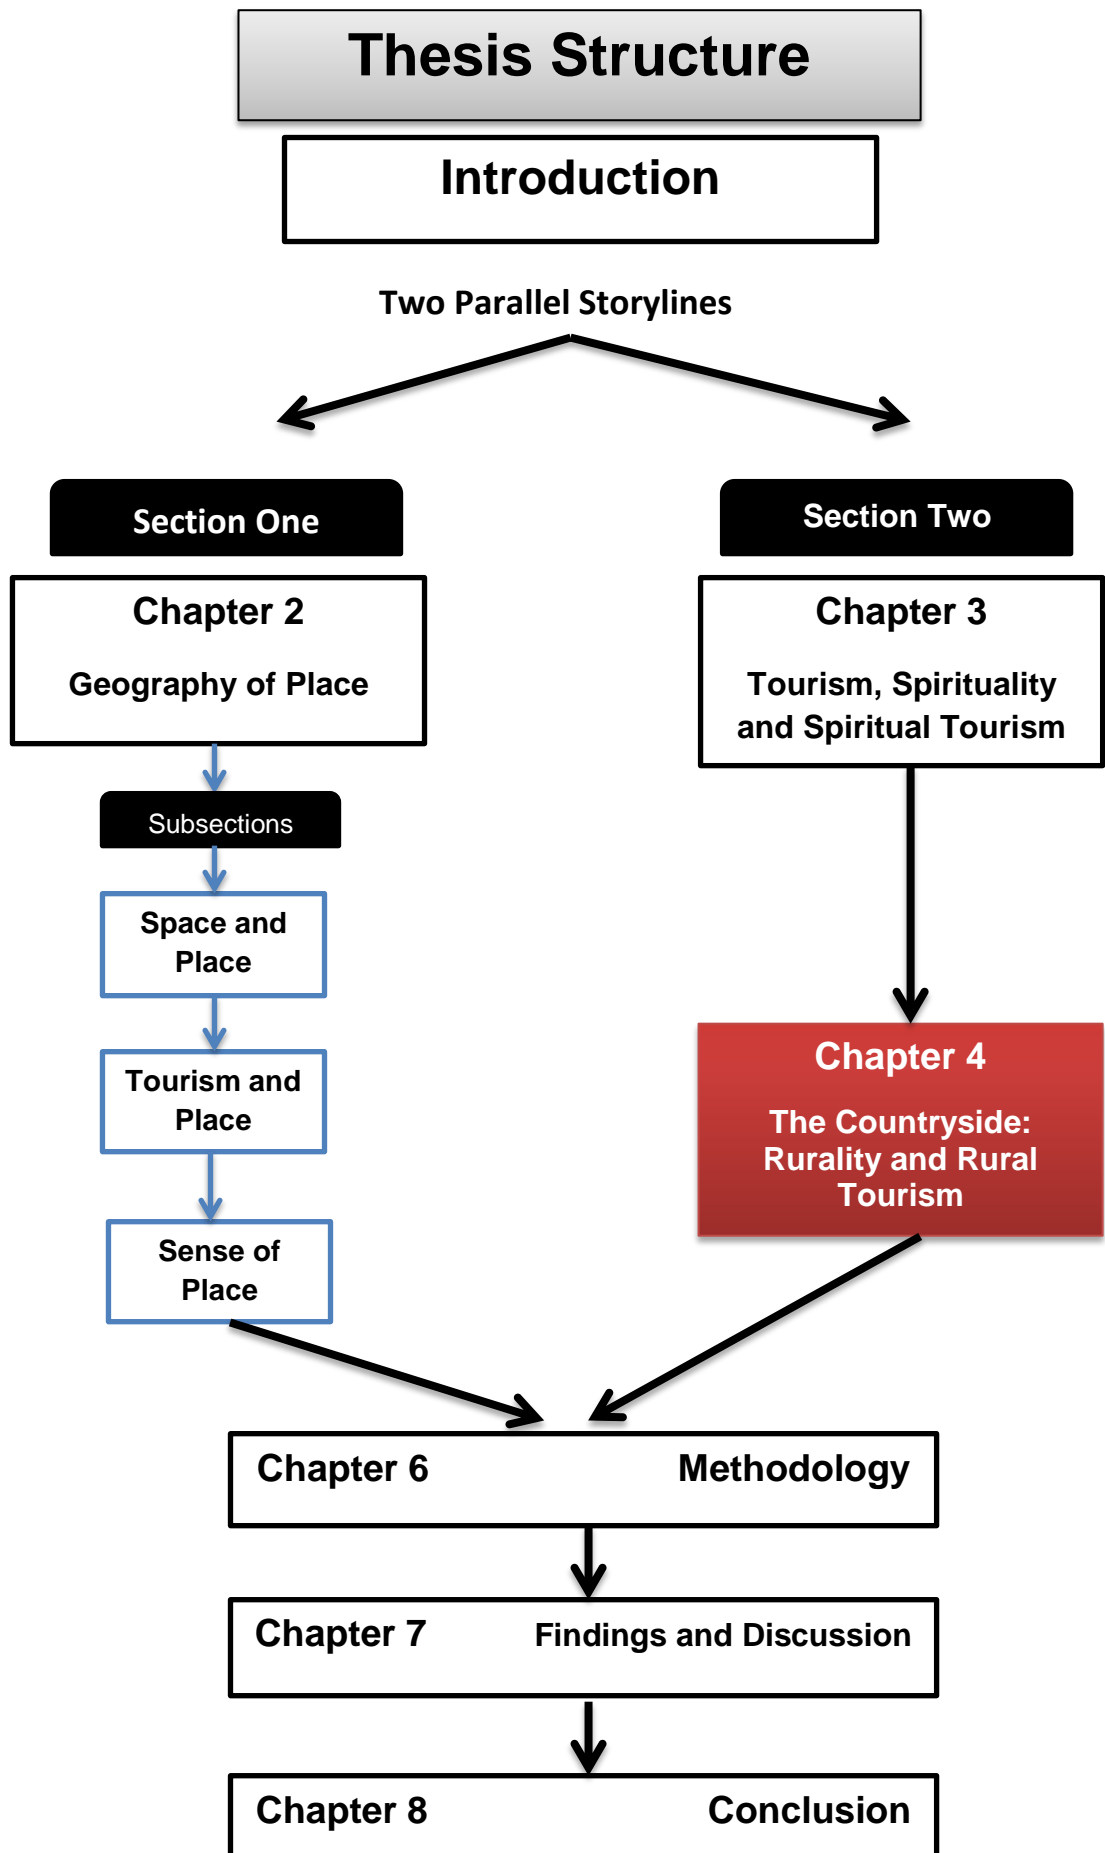 Thesis Structure
Introduction
Two Parallel Storylines
Section One
Chapter 2
Geography of Place
Subsections
Space and
Place
Tourism and
Place
Sense of
Place
Section Two
Chapter 3
Tourism, Spirituality
and Spiritual Tourism
Chapter 4
The Countryside:
Rurality and Rural
Tourism
Chapter 6 Methodology
Chapter 7 Findings and Discussion
Chapter 8 Conclusion